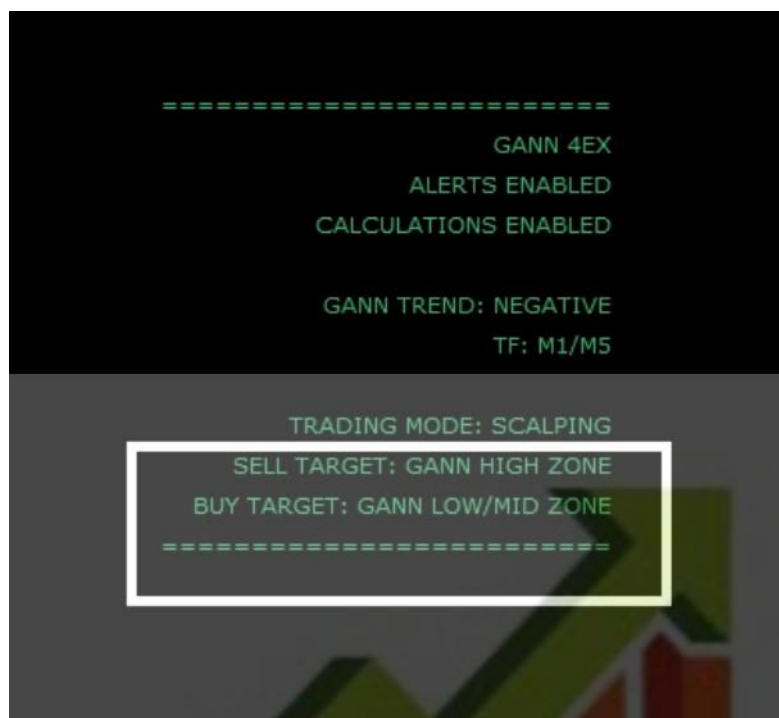 ==========================
GANN 4EX
ALERTS ENABLED
CALCULATIONS ENABLED
GANN TREND: NEGATIVE
TF: M1/M5
TRADING MODE: SCALPING
SELL TARGET: GANN HIGH ZONE
BUY TARGET: GANN LOW/MID ZONE
==========================